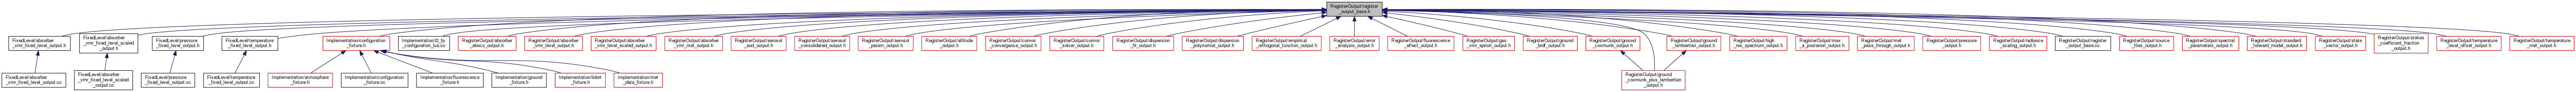 RegisterOutput/register
_output_base.h
FixedLevel/absorber
_vmr_fixed_level_output.h
FixedLevel/absorber
_vmr_fixed_level_scaled
_output.h
FixedLevel/pressure
_fixed_level_output.h
FixedLevel/temperature
_fixed_level_output.h
Implementation/configuration
_fixture.h
Implementation/l2_fp
_configuration_lua.cc
RegisterOutput/absorber
_absco_output.h
RegisterOutput/absorber
_vmr_level_output.h
RegisterOutput/absorber
_vmr_level_scaled_output.h
RegisterOutput/absorber
_vmr_met_output.h
RegisterOutput/aerosol
_aod_output.h
RegisterOutput/aerosol
_consolidated_output.h
RegisterOutput/aerosol
_param_output.h
RegisterOutput/altitude
_output.h
RegisterOutput/connor
_convergence_output.h
RegisterOutput/connor
_solver_output.h
RegisterOutput/dispersion
_fit_output.h
RegisterOutput/dispersion
_polynomial_output.h
RegisterOutput/empirical
_orthogonal_function_output.h
RegisterOutput/error
_analysis_output.h
RegisterOutput/fluorescence
_effect_output.h
RegisterOutput/gas
_vmr_apriori_output.h
RegisterOutput/ground
_brdf_output.h
RegisterOutput/ground
_coxmunk_output.h
RegisterOutput/ground
_lambertian_output.h
RegisterOutput/high
_res_spectrum_output.h
RegisterOutput/max
_a_posteriori_output.h
RegisterOutput/met
_pass_through_output.h
RegisterOutput/pressure
_output.h
RegisterOutput/radiance
_scaling_output.h
RegisterOutput/register
_output_base.cc
RegisterOutput/source
_files_output.h
RegisterOutput/spectral
_parameters_output.h
RegisterOutput/standard
_forward_model_output.h
RegisterOutput/state
_vector_output.h
RegisterOutput/stokes
_coefficient_fraction
_output.h
RegisterOutput/temperature
_level_offset_output.h
RegisterOutput/temperature
_met_output.h
FixedLevel/absorber
_vmr_fixed_level_output.cc
FixedLevel/absorber
_vmr_fixed_level_scaled
_output.cc
FixedLevel/pressure
_fixed_level_output.cc
FixedLevel/temperature
_fixed_level_output.cc
Implementation/atmosphere
_fixture.h
Implementation/configuration
_fixture.cc
Implementation/fluorescence
_fixture.h
Implementation/ground
_fixture.h
Implementation/lidort
_fixture.h
Implementation/met
_data_fixture.h
RegisterOutput/ground
_coxmunk_plus_lambertian
_output.h